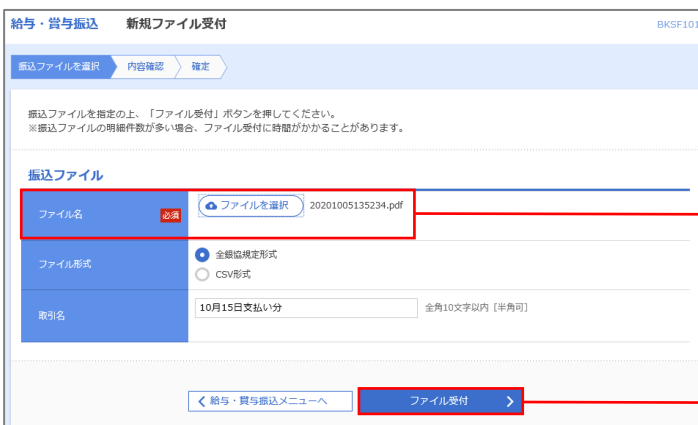 給与・賞与振込 新規ファイル受付 BKSF101
振込ファイルを選択 内容確認 確定
振込ファイルを指定の上、「ファイル受付」ボタンを押してください。
※振込ファイルの明細件数が多い場合、ファイル受付に時間がかかることがあります。
振込ファイル
ファイル名 必須 ファイルを選択 20201005135234.pdf
ファイル形式 全銀協規定形式
CSV形式
取引名 10月15日支払い分 全角10文字以内［半角可］
給与・賞与振込メニューへ ファイル受付